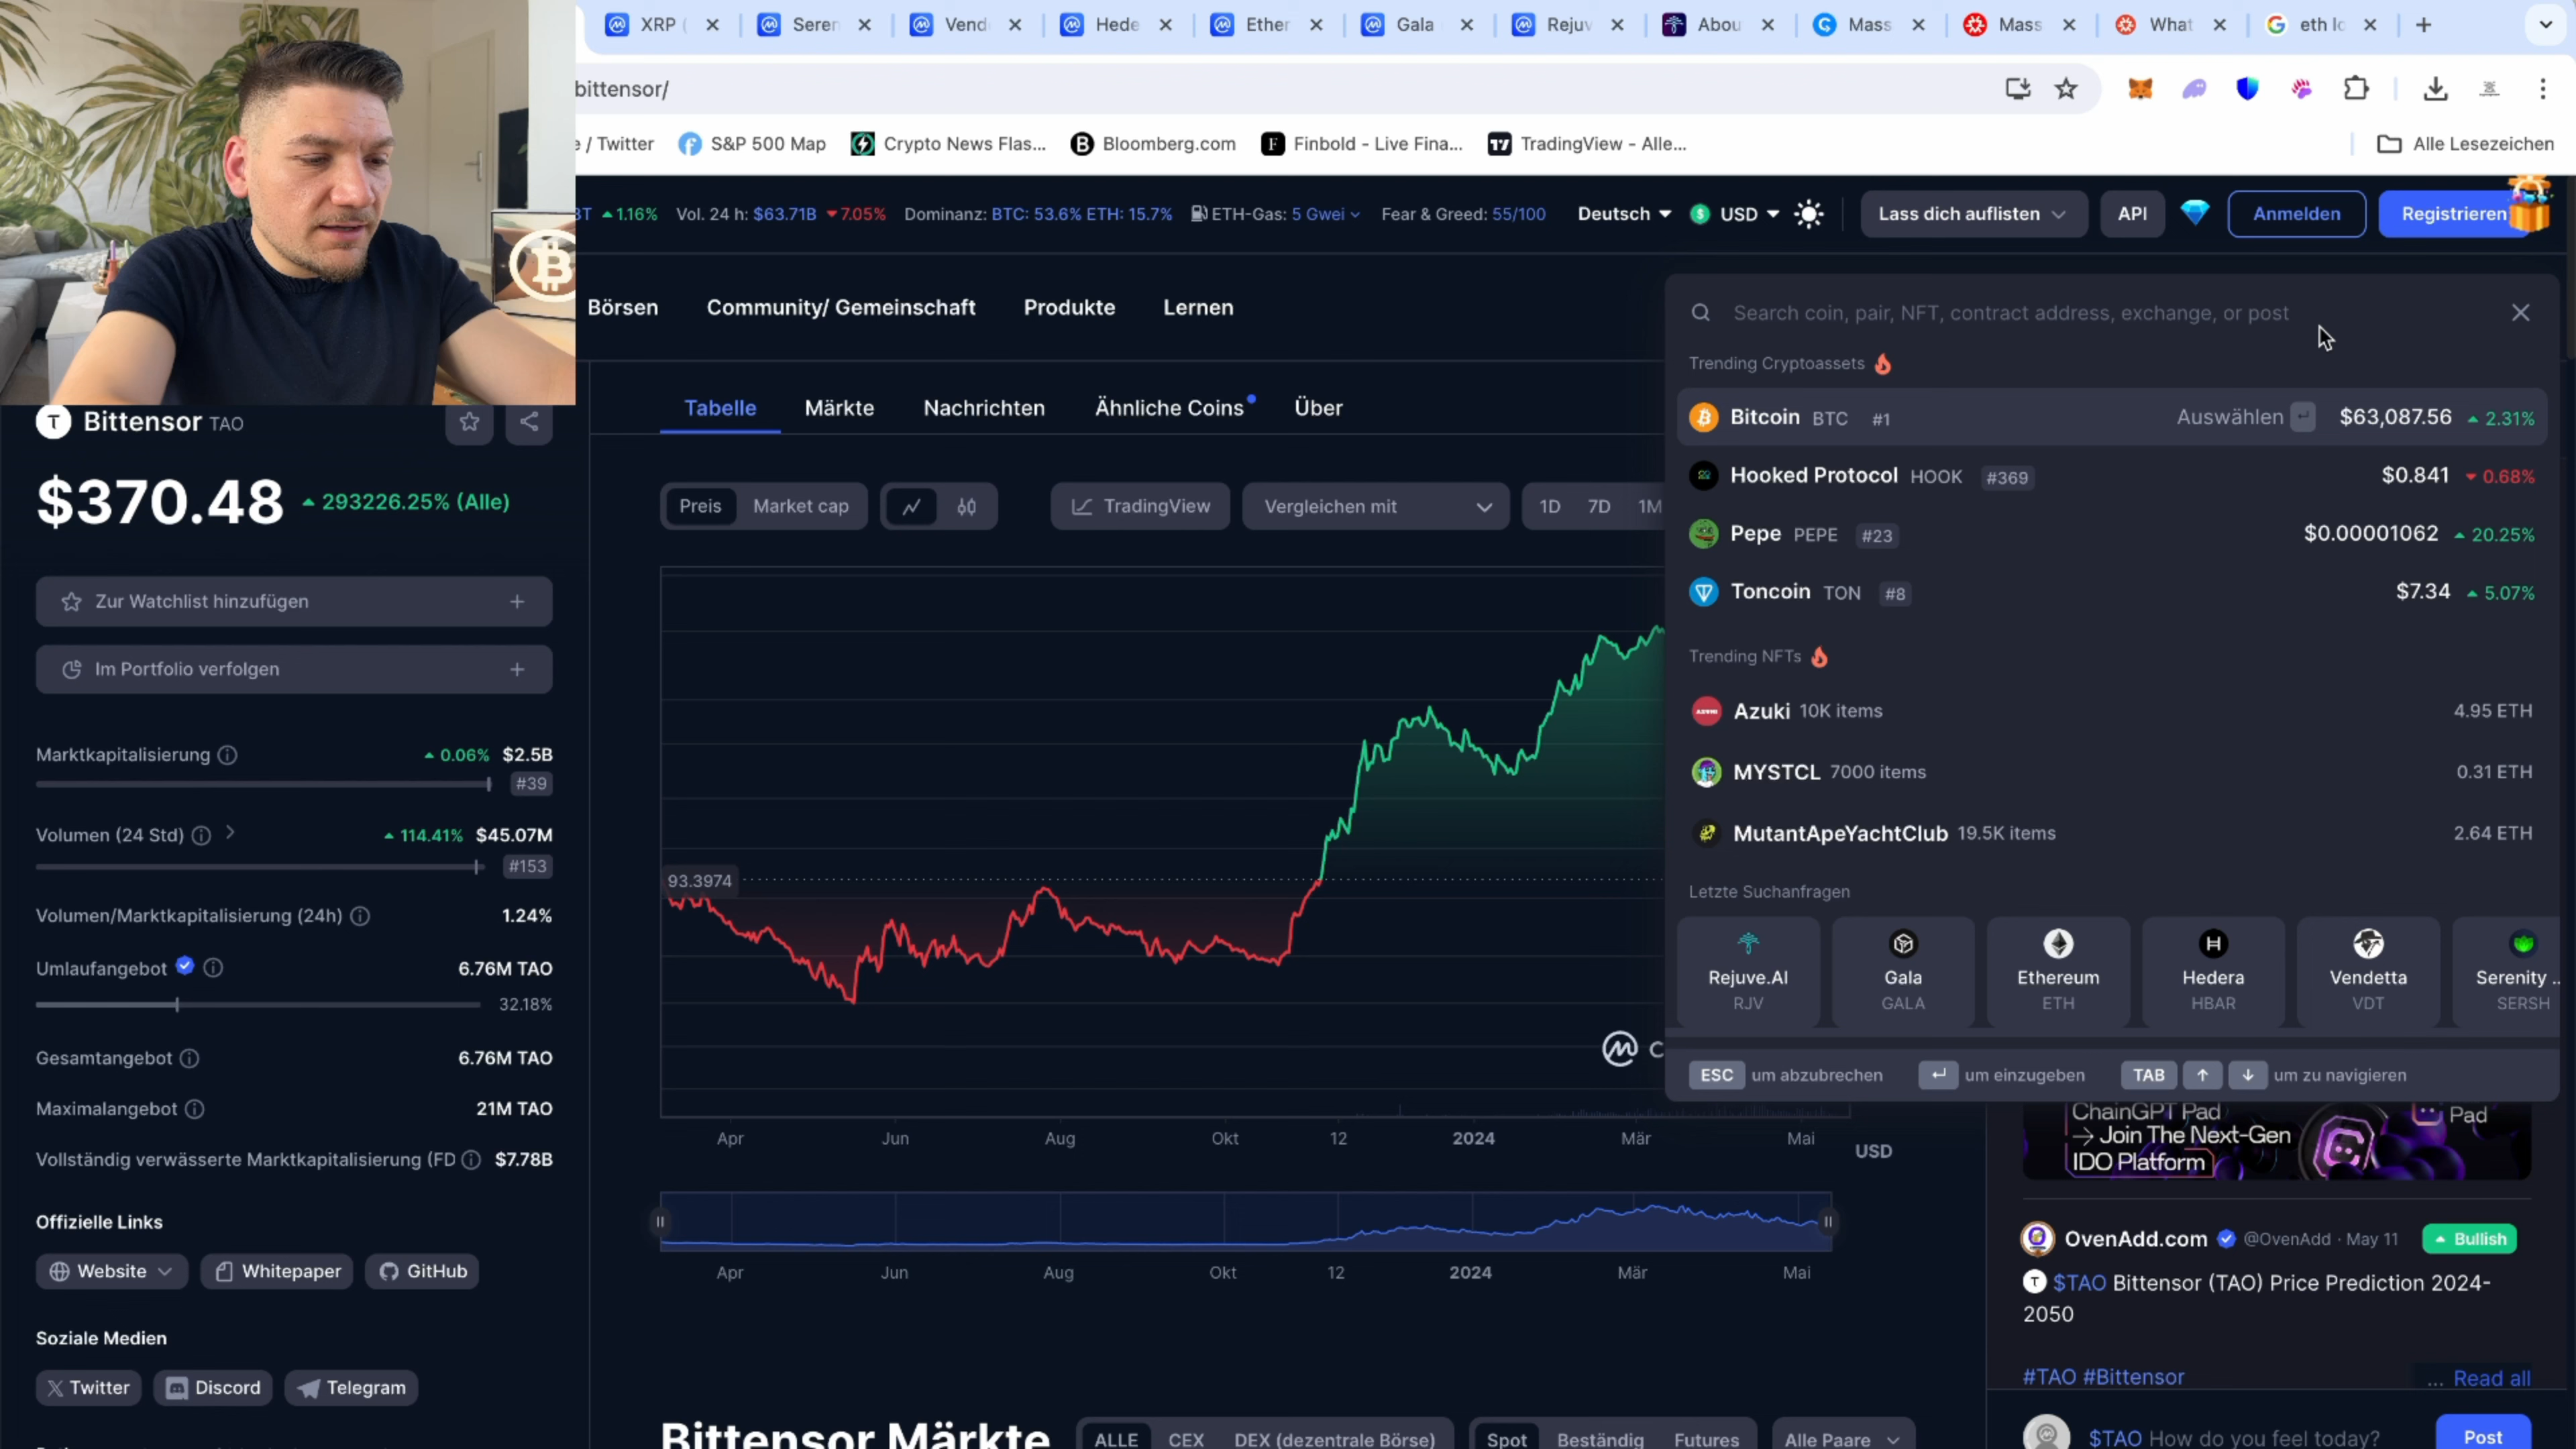 XRP (
Seren
Vend
Hede
Ether
Gala
Rejuv
Abou
Mass
Mass
What
eth lo
bittensor/
e / Twitter
S&P 500 Map
Crypto News Flas...
Bloomberg.com
Finbold - Live Fina...
TradingView - Alle...
Alle Lesezeichen
1.16% Vol. 24 h: $63.71B 7.05% Dominanz: BTC: 53.6% ETH: 15.7% ETH-Gas: 5 Gwei Fear & Greed: 55/100
Deutsch USD Lass dich auflisten API Anmelden Registrieren
Börsen Community/ Gemeinschaft Produkte Lernen
Bittensor TAO
$370.48 293226.25% (Alle)
Zur Watchlist hinzufügen +
Im Portfolio verfolgen +
Marktkapitalisierung 0.06% $2.5B
#39
Volumen (24 Std) > 114.41% $45.07M
#153
Volumen/Marktkapitalisierung (24h) 1.24%
Umlaufangebot 6.76M TAO
32.18%
Gesamtangebot 6.76M TAO
Maximalangebot 21M TAO
Vollständig verwässerte Marktkapitalisierung (FD $7.78B
Offizielle Links
Website Whitepaper GitHub
Soziale Medien
Twitter Discord Telegram
Tabelle Märkte Nachrichten Ähnliche Coins Über
Preis Market cap TradingView Vergleichen mit 1D 7D 1M
93.3974
Apr Jun Aug Okt 12 2024 Mär Mai
USD
Apr Jun Aug Okt 12 2024 Mär Mai
Bittensor Märkte ALLE CEX DEX (dezentrale Börse) Spot Beständig Futures Alle Paare
Search coin, pair, NFT, contract address, exchange, or post
Trending Cryptoassets
Bitcoin BTC #1 Auswählen $63,087.56 2.31%
Hooked Protocol HOOK #369 $0.841 0.68%
Pepe PEPE #23 $0.00001062 20.25%
Toncoin TON #8 $7.34 5.07%
Trending NFTs
Azuki 10K items 4.95 ETH
MYSTCL 7000 items 0.31 ETH
MutantApeYachtClub 19.5K items 2.64 ETH
Letzte Suchanfragen
Rejuve.AI Gala Ethereum Hedera Vendetta Serenity ..
RJV GALA ETH HBAR VDT SERSH
ESC um abzubrechen um einzugeben TAB ↑ ↓ um zu navigieren
ChainGPT Pad
→ Join The Next-Gen
IDO Platform
Pad
OvenAdd.com @OvenAdd · May 11 Bullish
$TAO Bittensor (TAO) Price Prediction 2024-
2050
#TAO #Bittensor
... Read all
$TAO How do you feel today? Post